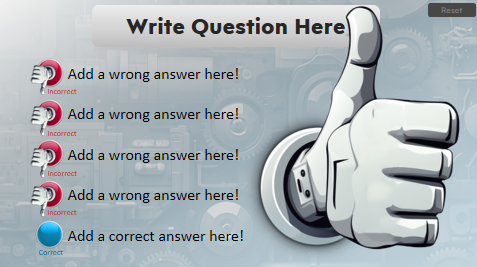 Reset
Write Question Here
Add a wrong answer here!
Incorrect
Add a wrong answer here!
Incorrect
Add a wrong answer here!
Incorrect
Add a wrong answer here!
Incorrect
Add a correct answer here!
Correct